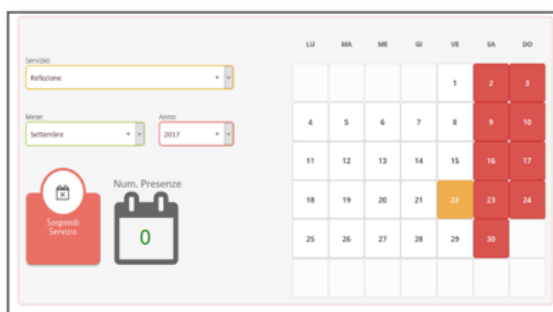 Servizio:
Refezione
Mese:
Anno:
Settembre
2017
Sospendi
Servizio
Num. Presenze
0
LU MA ME GI VE SA DO
1 2 3
4 5 6 7 8 9 10
11 12 13 14 15 16 17
18 19 20 21 22 23 24
25 26 27 28 29 30